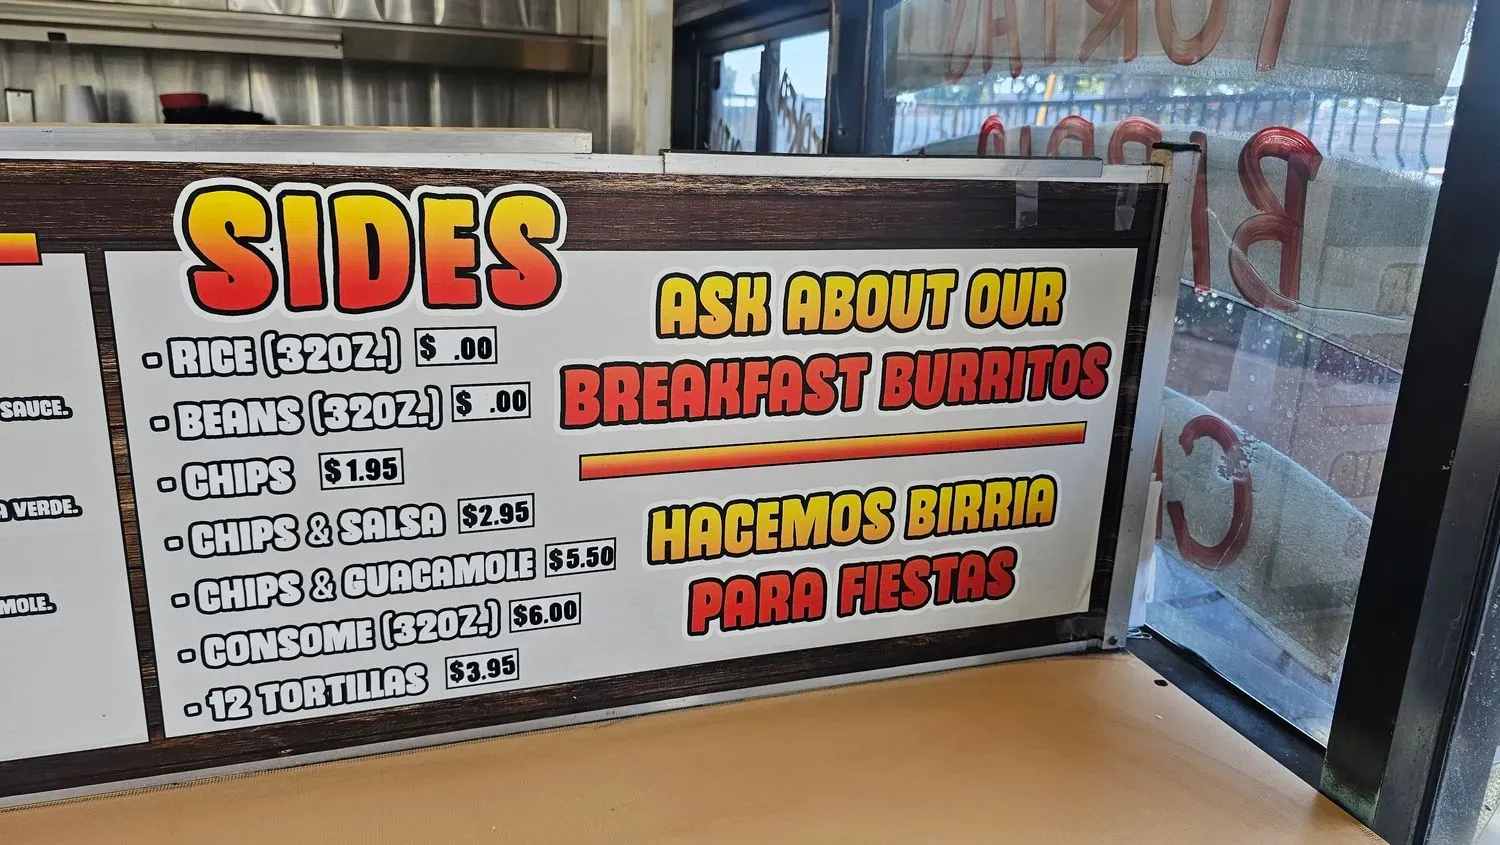 SAUCE.
A VERDE.
MOLE.
SIDES
- RICE (32OZ.) $ .00
- BEANS (32OZ.) $ .00
- CHIPS $1.95
- CHIPS & SALSA $2.95
- CHIPS & GUACAMOLE $5.50
- CONSOME (32OZ.) $6.00
- 12 TORTILLAS $3.95
ASK ABOUT OUR
BREAKFAST BURRITOS
HACEMOS BIRRIA
PARA FIESTAS
TORTAS
BIRRIA